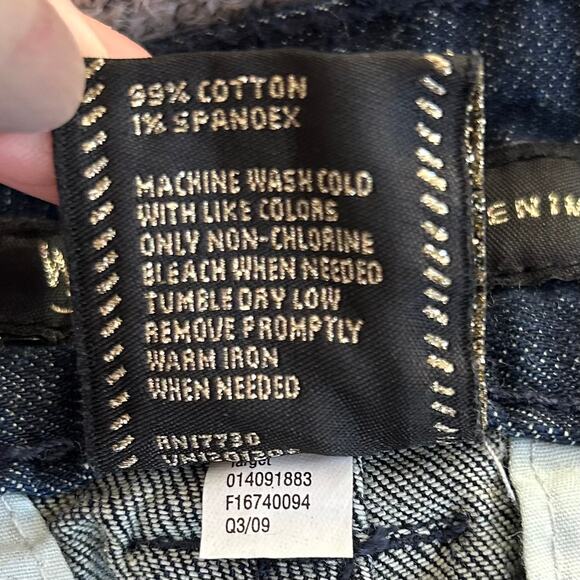 99% COTTON
1% SPANDEX
MACHINE WASH COLD
WITH LIKE COLORS
ONLY NON-CHLORINE
BLEACH WHEN NEEDED
TUMBLE DRY LOW
REMOVE PROMPTLY
WARM IRON
WHEN NEEDED
RN17730
Target
014091883
F16740094
Q3/09